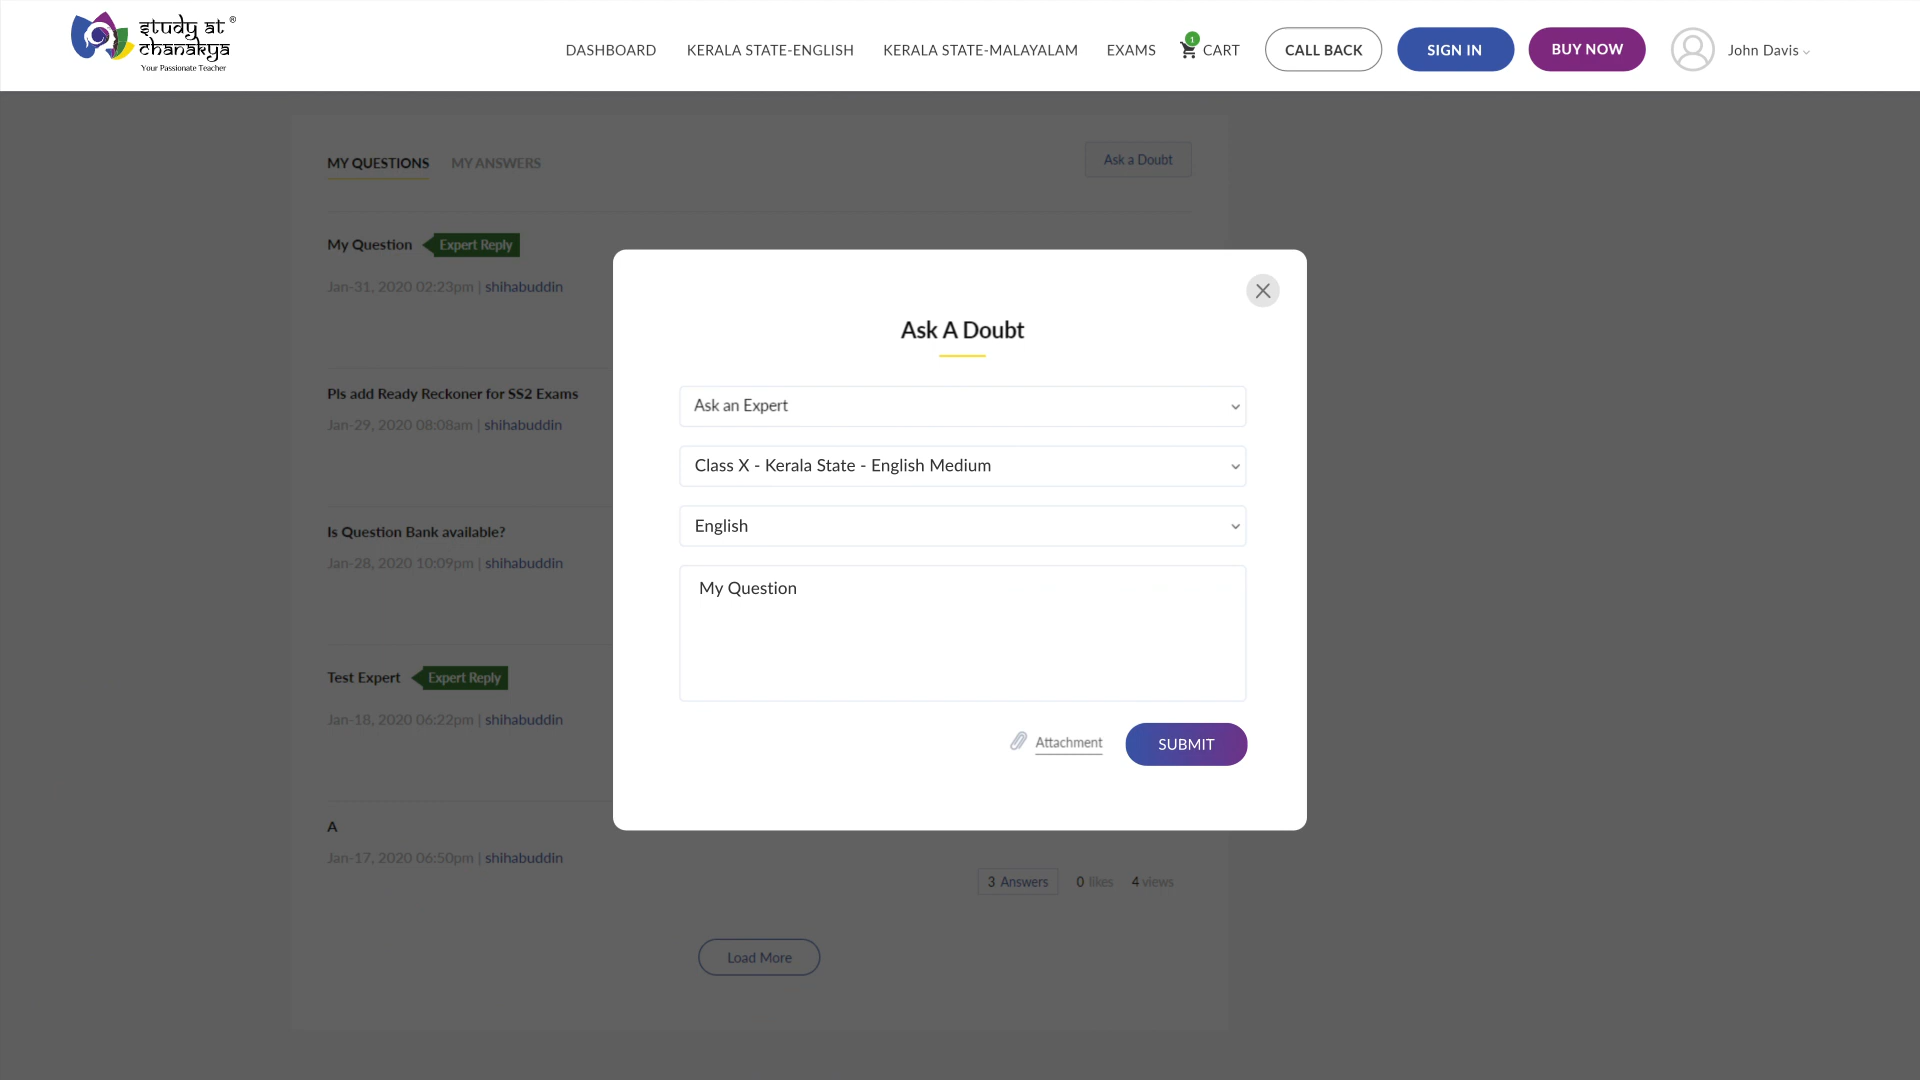 study at ®
chanakya
Your Passionate Teacher
DASHBOARD KERALA STATE-ENGLISH KERALA STATE-MALAYALAM EXAMS 1 CART CALL BACK SIGN IN BUY NOW John Davis
MY QUESTIONS MY ANSWERS Ask a Doubt
My Question Expert Reply
Jan-31, 2020 02:23pm | shihabuddin
Pls add Ready Reckoner for SS2 Exams
Jan-29, 2020 08:08am | shihabuddin
Is Question Bank available?
Jan-28, 2020 10:09pm | shihabuddin
Test Expert Expert Reply
Jan-18, 2020 06:22pm | shihabuddin
A
Jan-17, 2020 06:50pm | shihabuddin
3 Answers 0 likes 4 views
Load More
Ask A Doubt
Ask an Expert
Class X - Kerala State - English Medium
English
My Question
Attachment SUBMIT